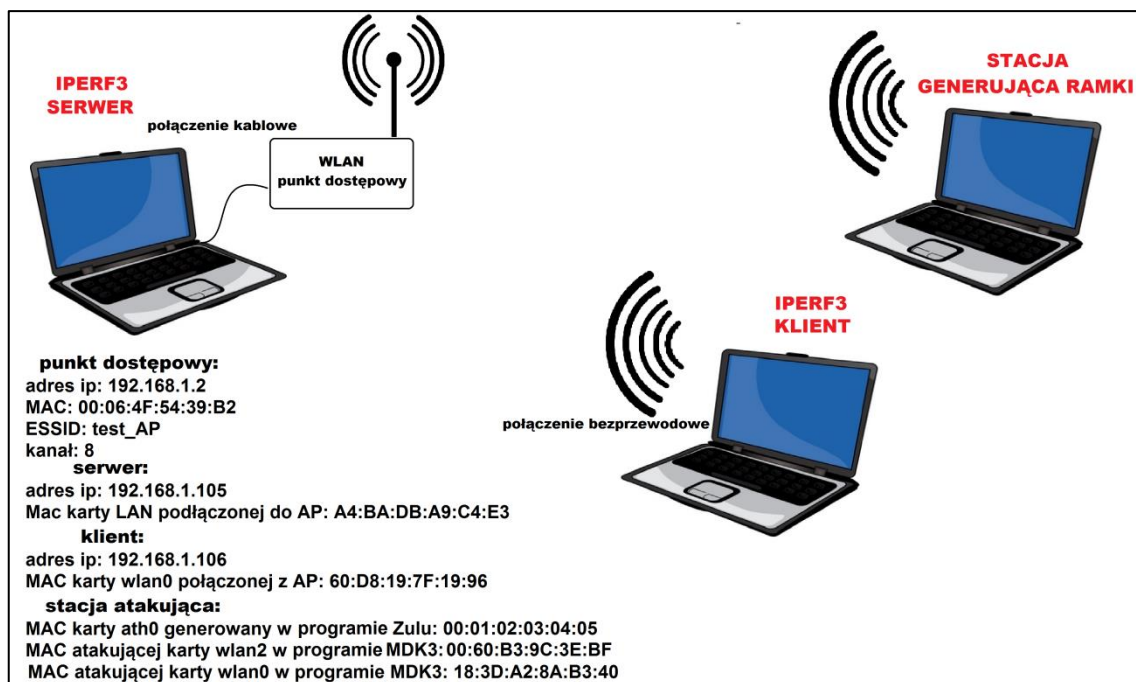 IPERF3
SERWER
połączenie kablowe
WLAN
punkt dostępowy
STACJA
GENERUJĄCA RAMKI
IPERF3
KLIENT
połączenie bezprzewodowe
punkt dostępowy:
adres ip: 192.168.1.2
MAC: 00:06:4F:54:39:B2
ESSID: test_AP
kanał: 8
serwer:
adres ip: 192.168.1.105
Mac karty LAN podłączonej do AP: A4:BA:DB:A9:C4:E3
klient:
adres ip: 192.168.1.106
MAC karty wlan0 połączonej z AP: 60:D8:19:7F:19:96
stacja atakująca:
MAC karty ath0 generowany w programie Zulu: 00:01:02:03:04:05
MAC atakującej karty wlan2 w programie MDK3: 00:60:B3:9C:3E:BF
MAC atakującej karty wlan0 w programie MDK3: 18:3D:A2:8A:B3:40